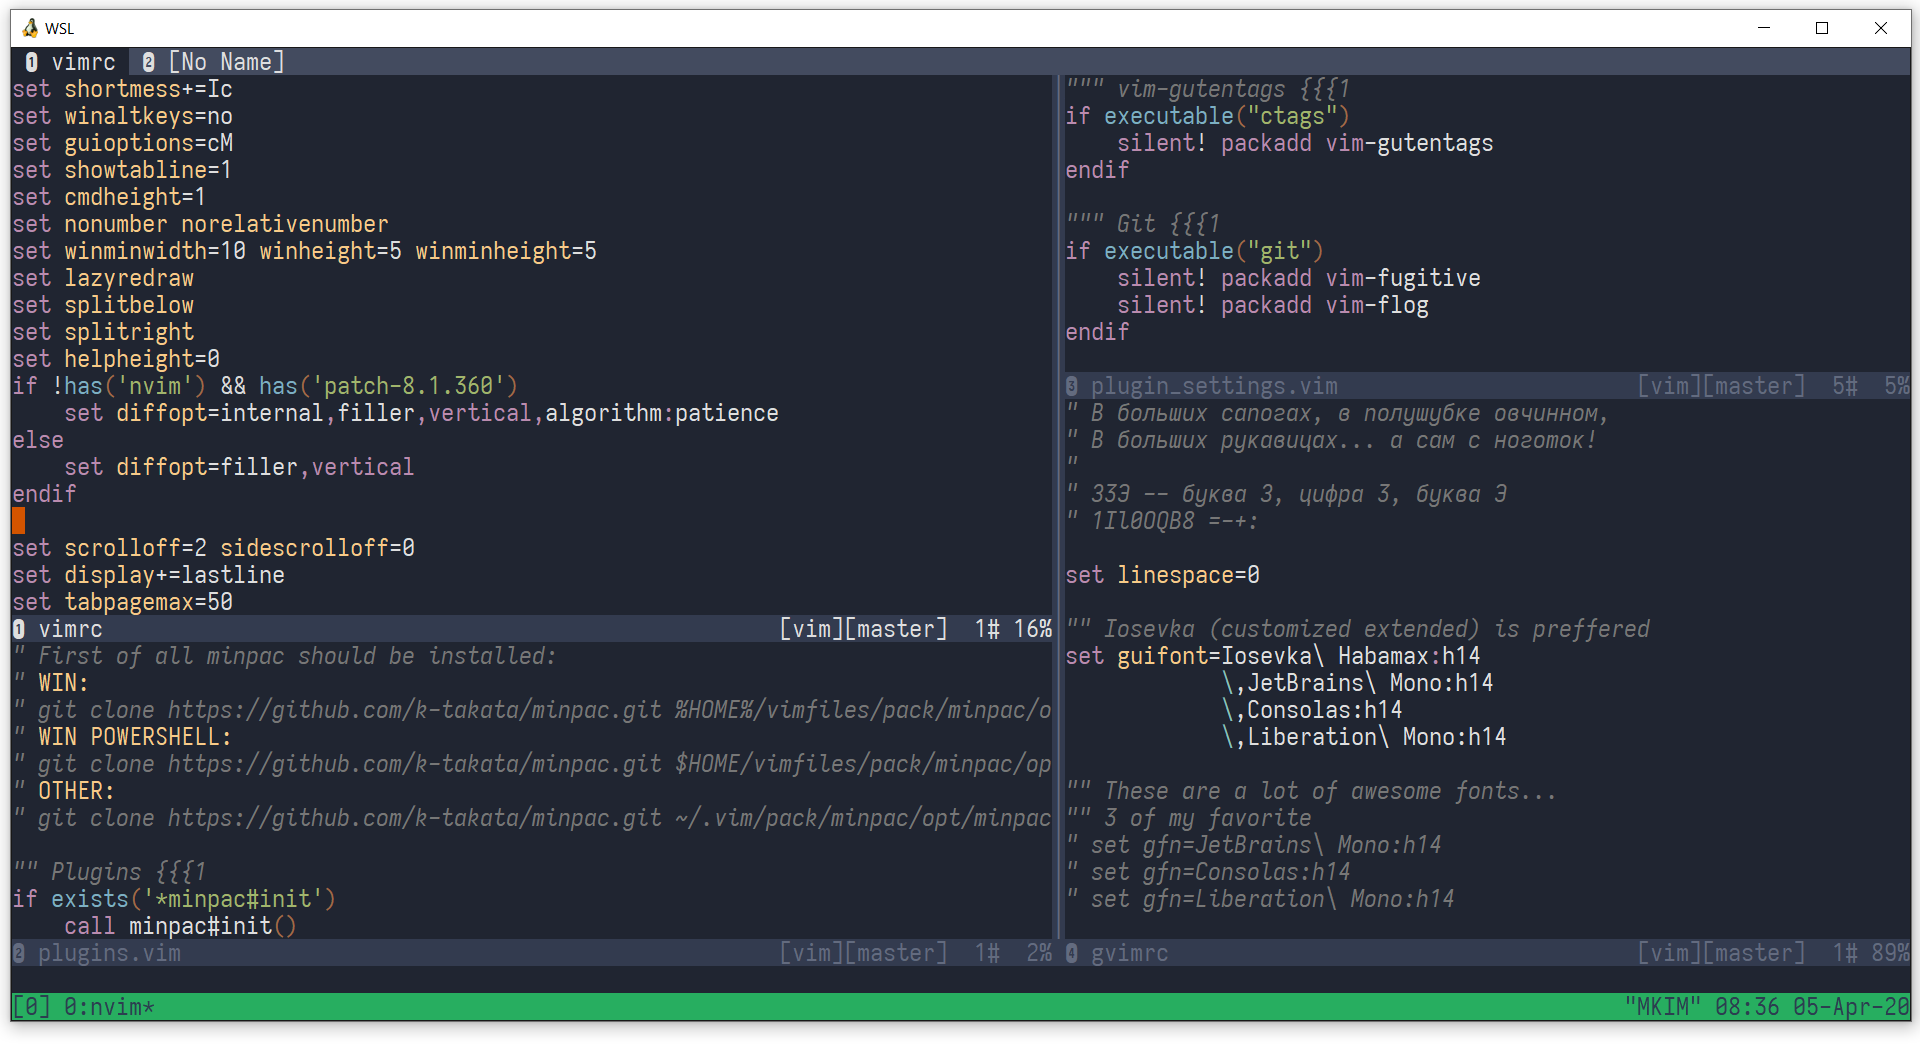 WSL
1 vimrc 2 [No Name]
set shortmess+=Ic
set winaltkeys=no
set guioptions=cM
set showtabline=1
set cmdheight=1
set nonumber norelativenumber
set winminwidth=10 winheight=5 winminheight=5
set lazyredraw
set splitbelow
set splitright
set helpheight=0
if !has('nvim') && has('patch-8.1.360')
    set diffopt=internal,filler,vertical,algorithm:patience
else
    set diffopt=filler,vertical
endif
set scrolloff=2 sidescrolloff=0
set display+=lastline
set tabpagemax=50
1 vimrc [vim][master] 1# 16%
" First of all minpac should be installed:
" WIN:
" git clone https://github.com/k-takata/minpac.git %HOME%/vimfiles/pack/minpac/o
" WIN POWERSHELL:
" git clone https://github.com/k-takata/minpac.git $HOME/vimfiles/pack/minpac/op
" OTHER:
" git clone https://github.com/k-takata/minpac.git ~/.vim/pack/minpac/opt/minpac
"" Plugins {{{1
if exists('*minpac#init')
    call minpac#init()
2 plugins.vim [vim][master] 1# 2%
""" vim-gutentags {{{1
if executable("ctags")
    silent! packadd vim-gutentags
endif
""" Git {{{1
if executable("git")
    silent! packadd vim-fugitive
    silent! packadd vim-flog
endif
3 plugin_settings.vim [vim][master] 5# 5%
" В больших сапогах, в полушубке овчинном,
" В больших рукавицах... а сам с ноготок!
"
" З3Э -- буква З, цифра 3, буква Э
" 1Il0OQB8 =-+:
set linespace=0
"" Iosevka (customized extended) is preffered
set guifont=Iosevka\ Habamax:h14
            \,JetBrains\ Mono:h14
            \,Consolas:h14
            \,Liberation\ Mono:h14
"" These are a lot of awesome fonts...
"" 3 of my favorite
" set gfn=JetBrains\ Mono:h14
" set gfn=Consolas:h14
" set gfn=Liberation\ Mono:h14
4 gvimrc [vim][master] 1# 89%
[0] 0:nvim* "MKIM" 08:36 05-Apr-20